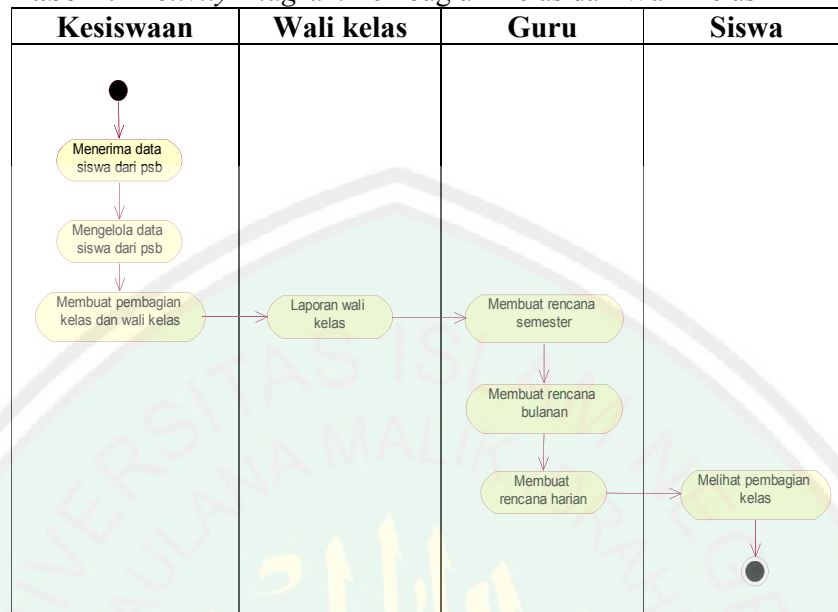 Kesiswaan
Wali kelas
Guru
Siswa
Menerima data
siswa dari psb
Mengelola data
siswa dari psb
Membuat pembagian
kelas dan wali kelas
Laporan wali
kelas
Membuat rencana
semester
Membuat rencana
bulanan
Membuat
rencana harian
Melihat pembagian
kelas